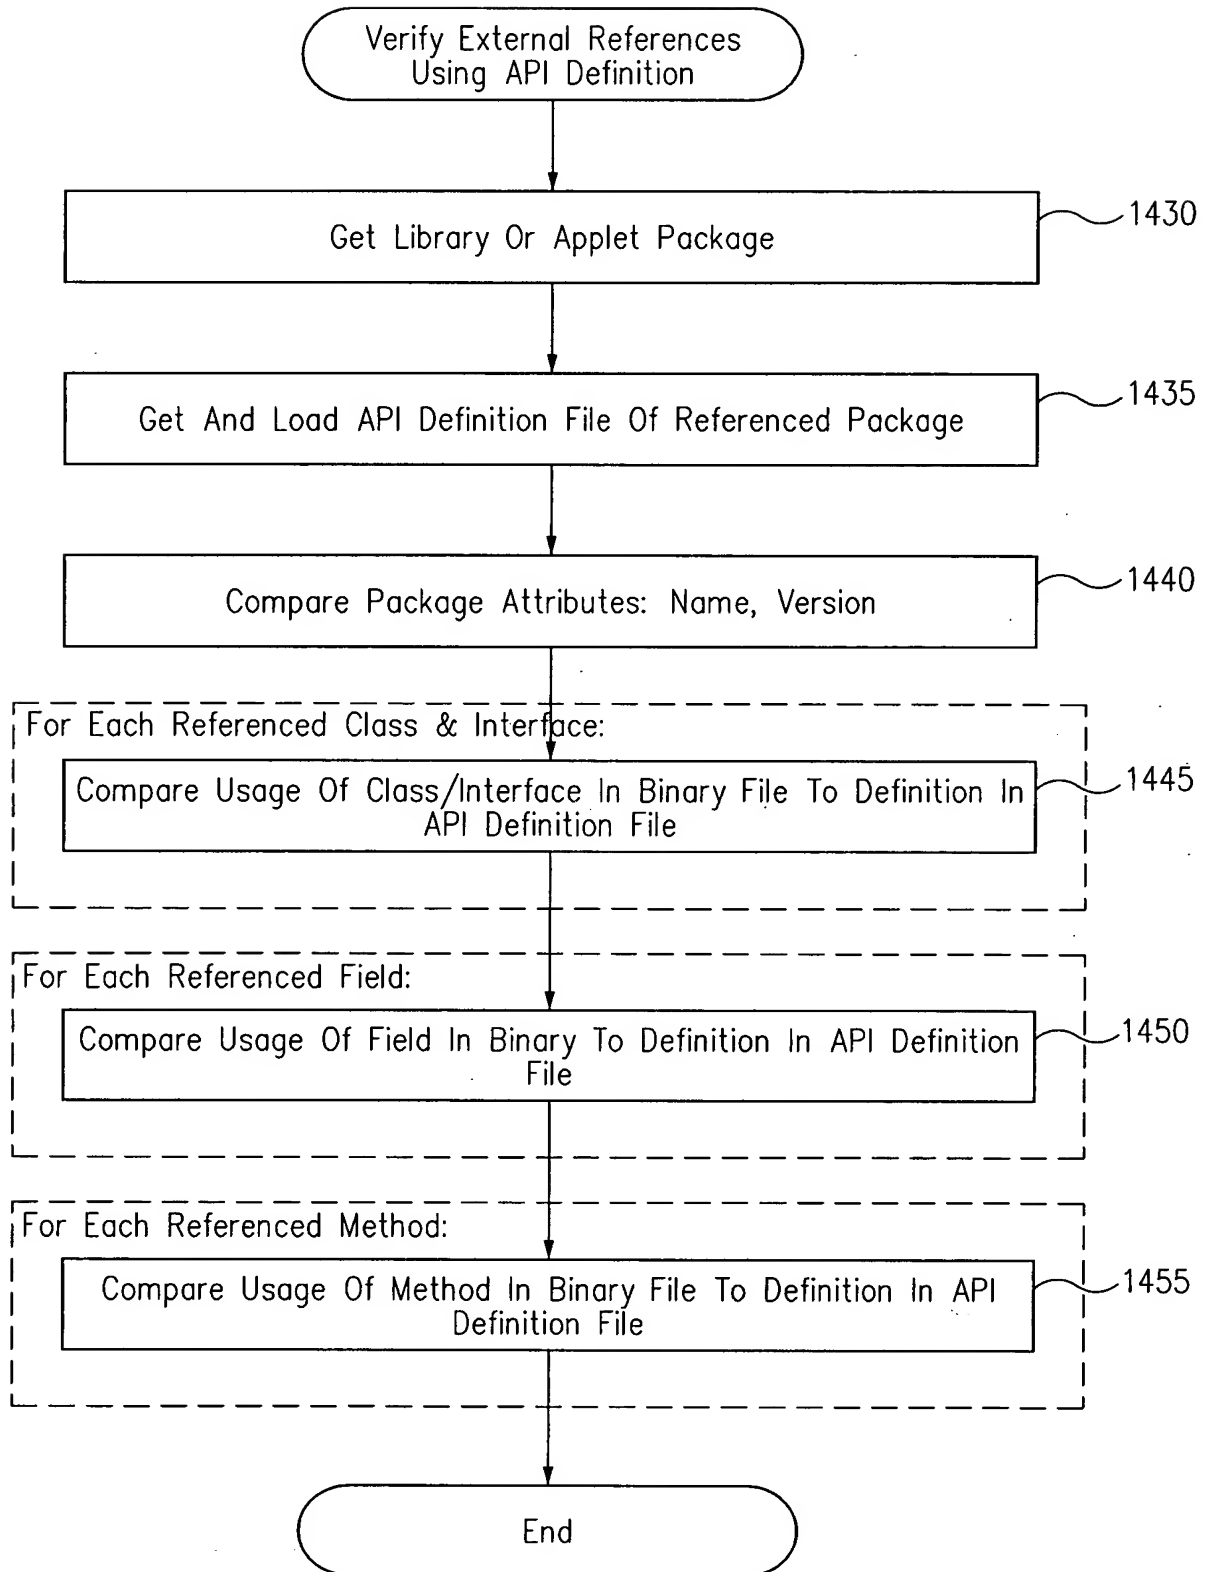 Verify External References
Using API Definition
Get Library Or Applet Package
1430
Get And Load API Definition File Of Referenced Package
1435
Compare Package Attributes: Name, Version
1440
For Each Referenced Class & Interface:
Compare Usage Of Class/Interface In Binary File To Definition In
API Definition File
1445
For Each Referenced Field:
Compare Usage Of Field In Binary To Definition In API Definition
File
1450
For Each Referenced Method:
Compare Usage Of Method In Binary File To Definition In API
Definition File
1455
End